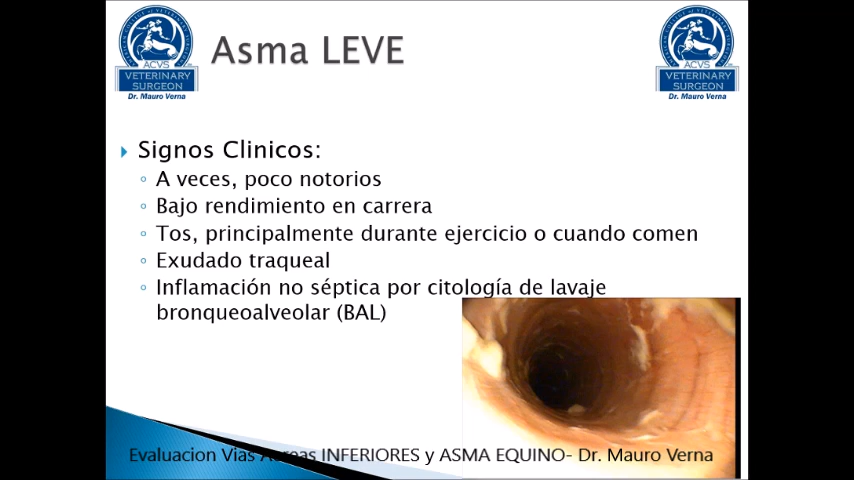 Asma LEVE
ACVS
VETERINARY
SURGEON
Dr. Mauro Verna
ACVS
VETERINARY
SURGEON
Dr. Mauro Verna
Signos Clinicos:
A veces, poco notorios
Bajo rendimiento en carrera
Tos, principalmente durante ejercicio o cuando comen
Exudado traqueal
Inflamación no séptica por citología de lavaje
bronqueoalveolar (BAL)
Evaluacion Vias Aereas INFERIORES y ASMA EQUINO- Dr. Mauro Verna